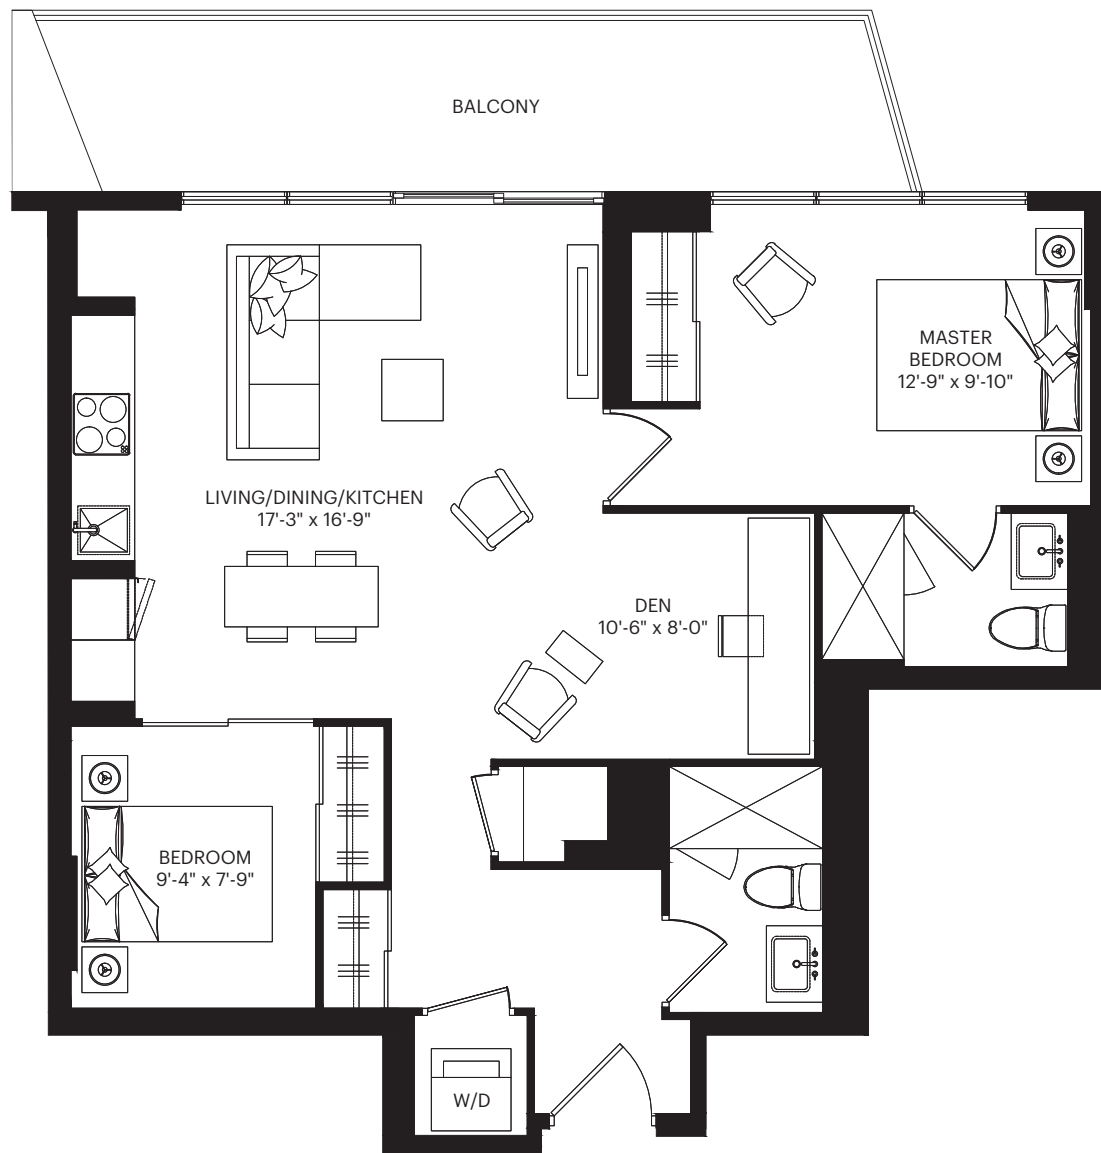 BALCONY
MASTER
BEDROOM
12'-9" x 9'-10"
LIVING/DINING/KITCHEN
17'-3" x 16'-9"
DEN
10'-6" x 8'-0"
BEDROOM
9'-4" x 7'-9"
W/D